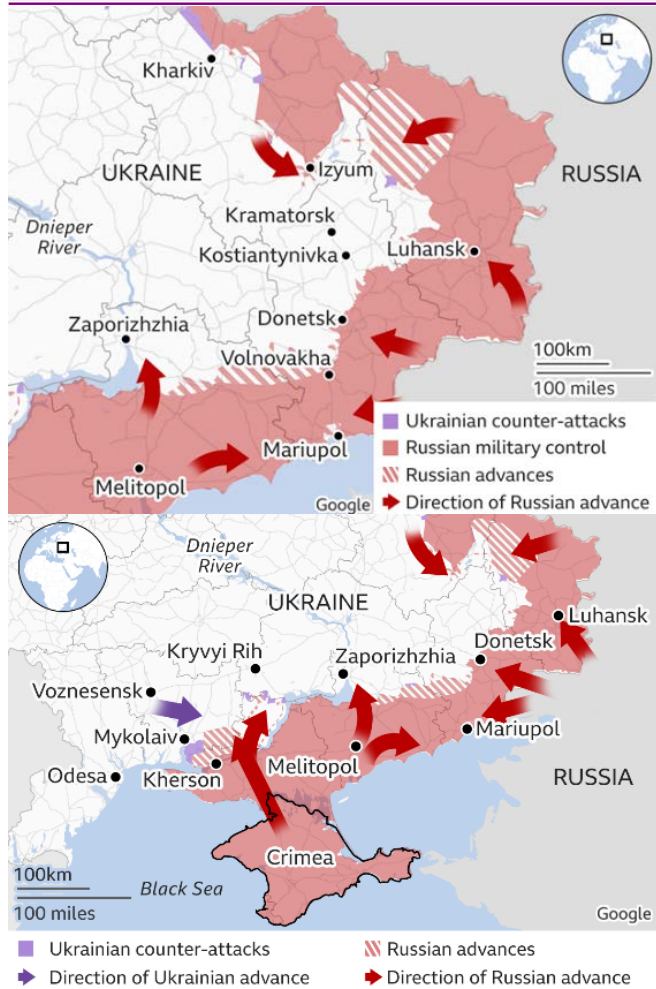 Kharkiv
UKRAINE
Izyum
RUSSIA
Dnieper
River
Kramatorsk
Kostiantynivka
Luhansk
Zaporizhzhia
Donetsk
Volnovakha
100km
100 miles
Mariupol
Melitopol
Ukrainian counter-attacks
Russian military control
Russian advances
Direction of Russian advance
Google
Dnieper
River
UKRAINE
Luhansk
Kryvyi Rih
Zaporizhzhia
Donetsk
Voznesensk
Mykolaiv
Mariupol
Odesa
Kherson
Melitopol
RUSSIA
Crimea
100km
100 miles
Black Sea
Google
Ukrainian counter-attacks
Russian advances
Direction of Ukrainian advance
Direction of Russian advance